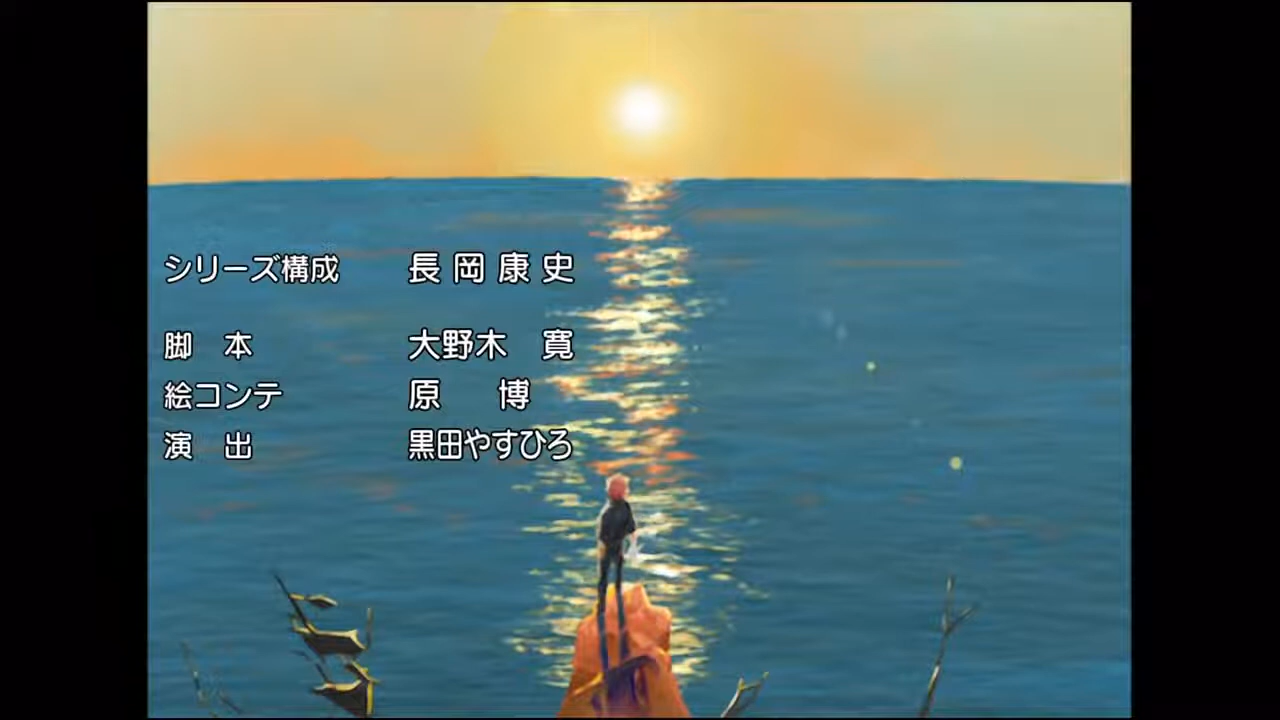 シリーズ構成 長岡康史
脚本 大野木 寛
絵コンテ 原 博
演出 黒田やすひろ